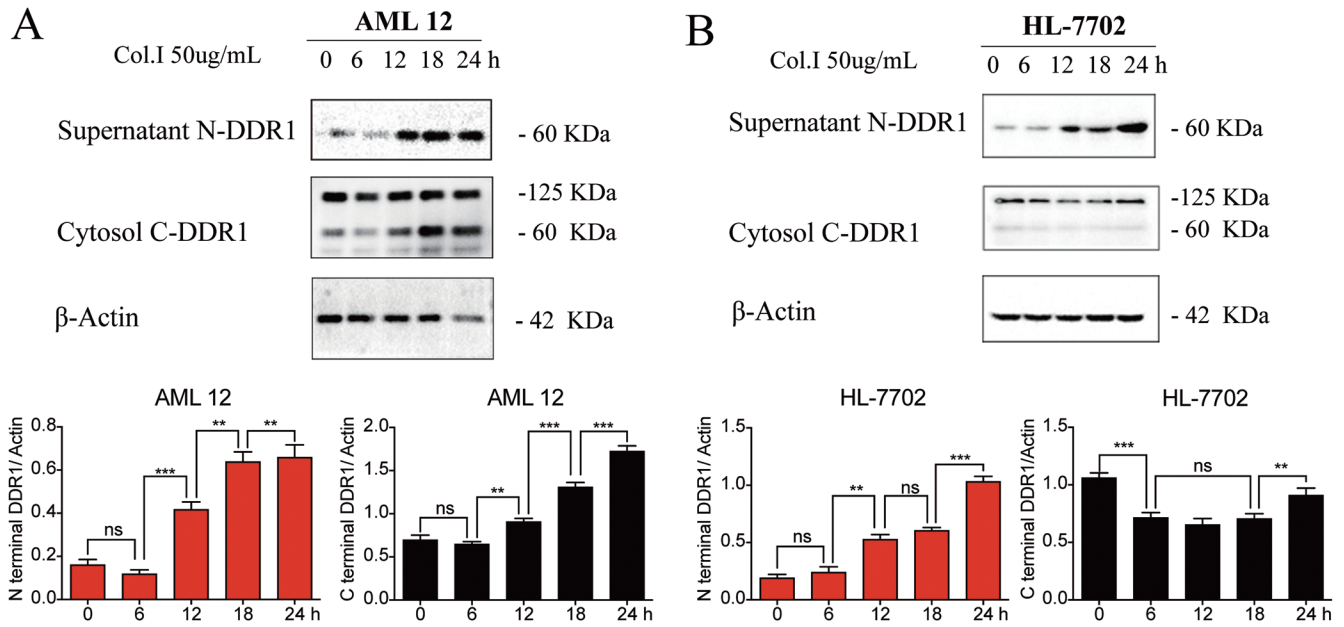 A
AML 12
Col.I 50ug/mL
0 6 12 18 24 h
Supernatant N-DDR1
- 60 KDa
-125 KDa
Cytosol C-DDR1
- 60 KDa
β-Actin
- 42 KDa
AML 12
N terminal DDR1/ Actin
0.8
0.6
0.4
0.2
0.0
ns
***
**
**
0 6 12 18 24 h
AML 12
C terminal DDR1/ Actin
2.0
1.5
1.0
0.5
0.0
ns
**
***
***
0 6 12 18 24 h
B
HL-7702
Col.I 50ug/mL
0 6 12 18 24 h
Supernatant N-DDR1
- 60 KDa
-125 KDa
Cytosol C-DDR1
- 60 KDa
β-Actin
- 42 KDa
HL-7702
N terminal DDR1/ Actin
1.5
1.0
0.5
0.0
ns
**
ns
***
0 6 12 18 24 h
HL-7702
C terminal DDR1/Actin
1.5
1.0
0.5
0.0
***
ns
**
0 6 12 18 24 h